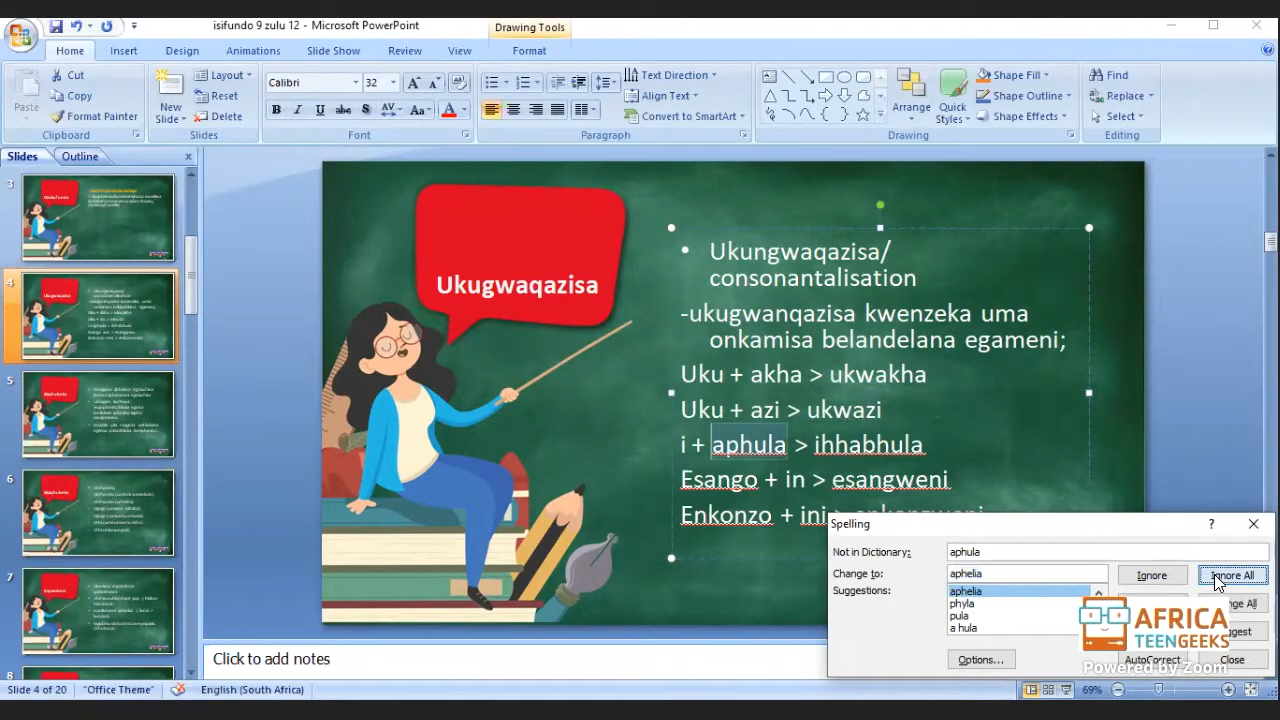 isifundo 9 zulu 12 - Microsoft PowerPoint
Drawing Tools
Home Insert Design Animations Slide Show Review View Format
Paste
Cut
Copy
Format Painter
Clipboard
New Slide
Layout
Reset
Delete
Slides
Calibri 32
Font
Paragraph
Text Direction
Align Text
Convert to SmartArt
Arrange
Quick Styles
Shape Fill
Shape Outline
Shape Effects
Drawing
Find
Replace
Select
Editing
Slides Outline
3
4
5
6
7
8
Ukugwaqazisa
• Ukungwaqazisa/
consonantalisation
-ukugwanqazisa kwenzeka uma
onkamisa belandelana egameni;
Uku + akha > ukwakha
Uku + azi > ukwazi
i + aphula > ihhabhula
Esango + in > esangweni
Enkonzo +
Spelling
Not in Dictionary: aphula
Change to: aphelia
Suggestions: aphelia
phyla
pula
a hula
Ignore
Ignore All
Options...
AutoCorrect
Close
AFRICA
TEENGEEKS
Powered by Zoom
Click to add notes
Slide 4 of 20 "Office Theme" English (South Africa) 69%